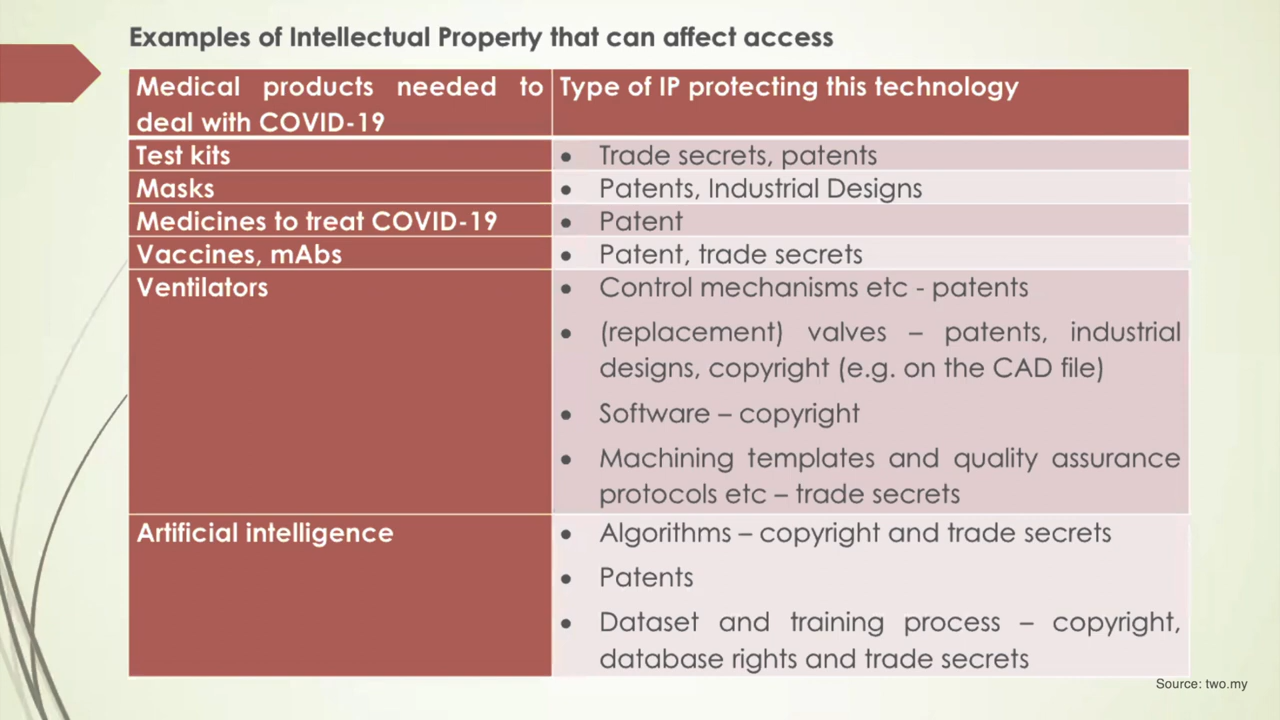 Examples of Intellectual Property that can affect access
Medical products needed to
deal with COVID-19
Type of IP protecting this technology
Test kits
• Trade secrets, patents
Masks
• Patents, Industrial Designs
Medicines to treat COVID-19
• Patent
Vaccines, mAbs
• Patent, trade secrets
Ventilators
• Control mechanisms etc - patents
• (replacement) valves – patents, industrial
designs, copyright (e.g. on the CAD file)
• Software – copyright
• Machining templates and quality assurance
protocols etc – trade secrets
Artificial intelligence
• Algorithms – copyright and trade secrets
• Patents
• Dataset and training process – copyright,
database rights and trade secrets
Source: two.my